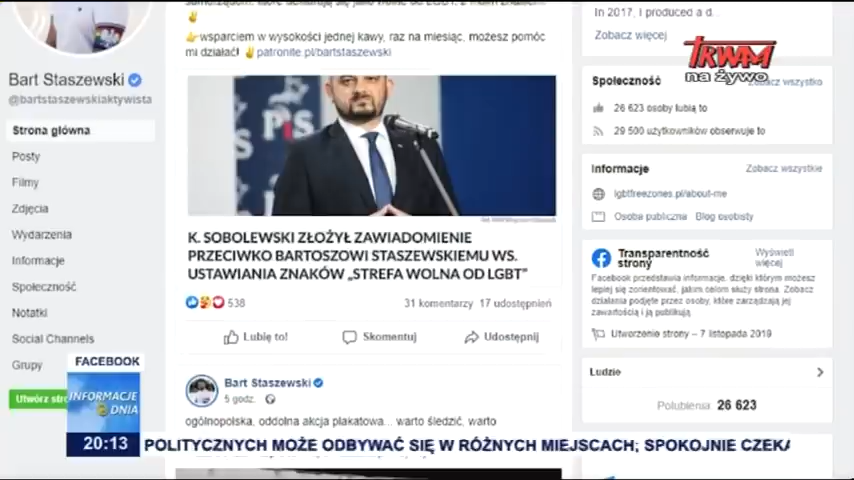 Bart Staszewski
@bartstaszewskiaktywista
Strona główna
Posty
Filmy
Zdjęcia
Wydarzenia
Informacje
Społeczność
Notatki
Social Channels
Grupy
Utwórz
👉wsparciem w wysokości jednej kawy, raz na miesiąc, możesz pomóc
mi działać! ✌patronite.pl/bartstaszewski
PiS
K. SOBOLEWSKI ZŁOŻYŁ ZAWIADOMIENIE
PRZECIWKO BARTOSZOWI STASZEWSKIEMU WS.
USTAWIANIA ZNAKÓW „STREFA WOLNA OD LGBT”
538
31 komentarzy 17 udostępnień
Lubię to! Skomentuj Udostępnij
Bart Staszewski
5 godz.
ogólnopolska, oddolna akcja plakatowa... warto śledzić, warto
In 2017, I produced a d..
Zobacz więcej
TRWAM
na żywo
Społeczność Zobacz wszystko
26 623 osoby lubią to
29 500 użytkowników obserwuje to
Informacje Zobacz wszystkie
lgbtfreezones.pl/about-me
Osoba publiczna Blog osobisty
Transparentność
strony
Wyświetl
więcej
Facebook przedstawia informacje, dzięki którym możesz
lepiej się zorientować, jakim celom służy strona. Zobacz
działania podjęte przez osoby, które zarządzają jej
zawartością i ją publikują
Utworzenie strony – 7 listopada 2019
Ludzie
Polubienia 26 623
FACEBOOK
INFORMACJE
DNIA
20:13
POLITYCZNYCH MOŻE ODBYWAĆ SIĘ W RÓŻNYCH MIEJSCACH; SPOKOJNIE CZEKA